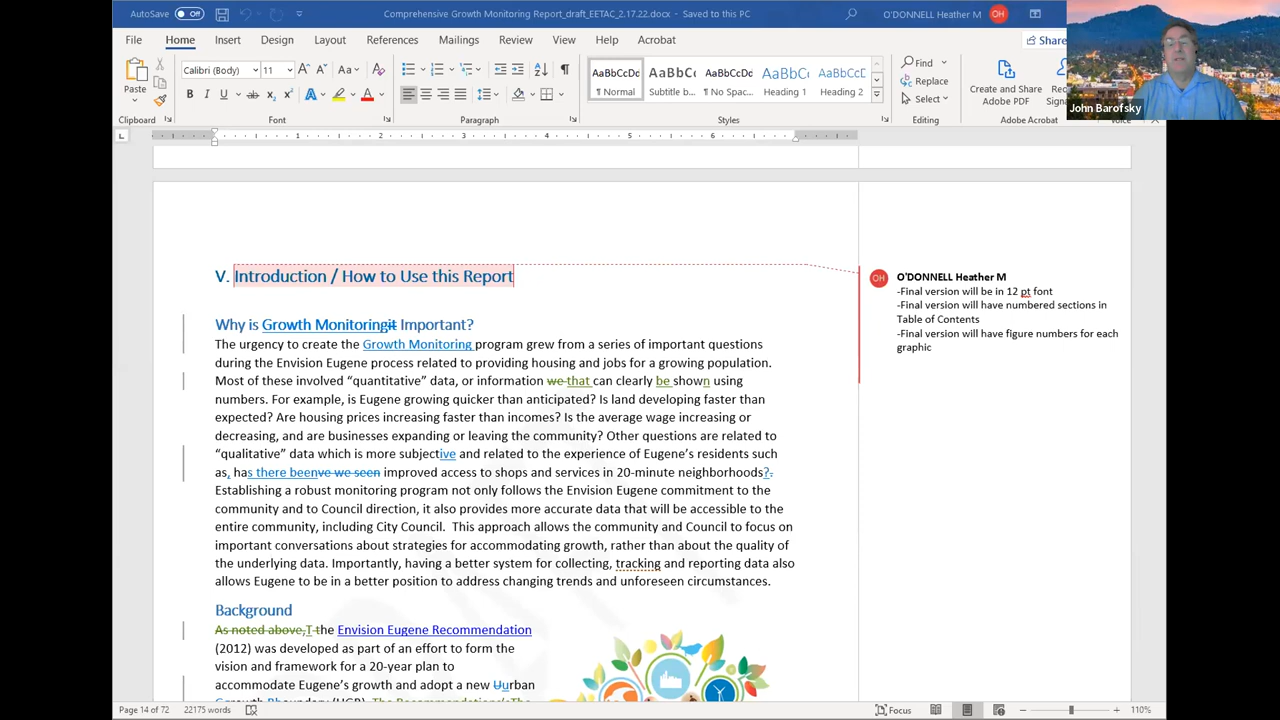 AutoSave Off Comprehensive Growth Monitoring Report_draft_EETAC_2.17.22.docx - Saved to this PC O'DONNELL Heather M OH
File Home Insert Design Layout References Mailings Review View Help Acrobat Share
John Barofsky
Paste
Calibri (Body) 11
AaBbCcDc AaBbCcD AaBbCcDc AaBbC AaBbCcL
¶ Normal Subtitle b... ¶ No Spac... Heading 1 Heading 2
Find
Replace
Select
Create and Share
Adobe PDF
Clipboard Font Paragraph Styles Editing Adobe Acrobat
1 2 3 4 5 6
V. Introduction / How to Use this Report
OH O'DONNELL Heather M
-Final version will be in 12 pt font
-Final version will have numbered sections in
Table of Contents
-Final version will have figure numbers for each
graphic
Why is Growth Monitoringit Important?
The urgency to create the Growth Monitoring program grew from a series of important questions
during the Envision Eugene process related to providing housing and jobs for a growing population.
Most of these involved “quantitative” data, or information we that can clearly be shown using
numbers. For example, is Eugene growing quicker than anticipated? Is land developing faster than
expected? Are housing prices increasing faster than incomes? Is the average wage increasing or
decreasing, and are businesses expanding or leaving the community? Other questions are related to
“qualitative” data which is more subjective and related to the experience of Eugene’s residents such
as, has there beenve we seen improved access to shops and services in 20-minute neighborhoods?.
Establishing a robust monitoring program not only follows the Envision Eugene commitment to the
community and to Council direction, it also provides more accurate data that will be accessible to the
entire community, including City Council. This approach allows the community and Council to focus on
important conversations about strategies for accommodating growth, rather than about the quality of
the underlying data. Importantly, having a better system for collecting, tracking and reporting data also
allows Eugene to be in a better position to address changing trends and unforeseen circumstances.
Background
As noted above,T the Envision Eugene Recommendation
(2012) was developed as part of an effort to form the
vision and framework for a 20-year plan to
accommodate Eugene’s growth and adopt a new Uurban
Page 14 of 72 22175 words Focus 110%